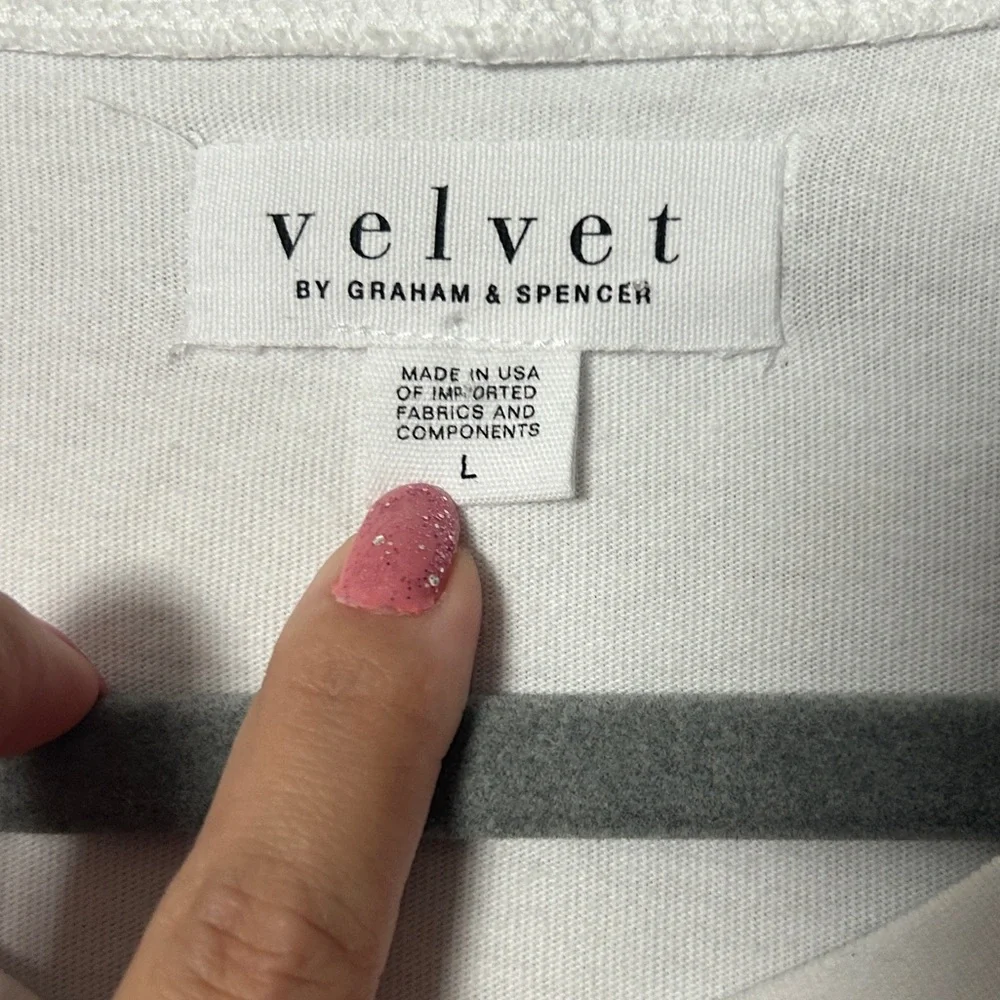 velvet
BY GRAHAM & SPENCER
MADE IN USA
OF IMPORTED
FABRICS AND
COMPONENTS
L